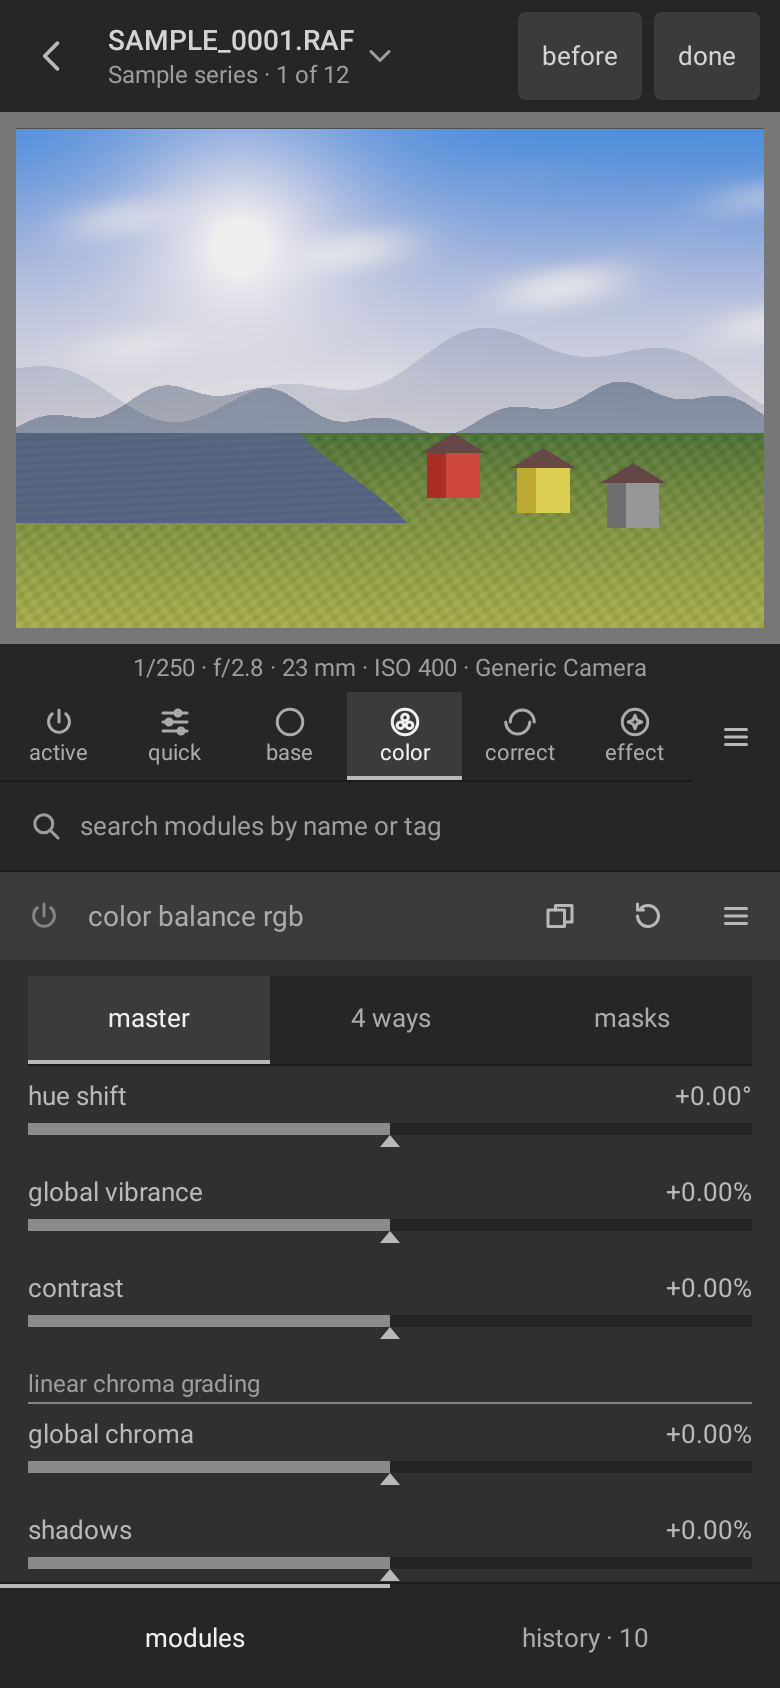 SAMPLE_0001.RAF
Sample series · 1 of 12
before
done
1/250 · f/2.8 · 23 mm · ISO 400 · Generic Camera
active
quick
base
color
correct
effect
search modules by name or tag
color balance rgb
master
4 ways
masks
hue shift +0.00°
global vibrance +0.00%
contrast +0.00%
linear chroma grading
global chroma +0.00%
shadows +0.00%
modules
history · 10